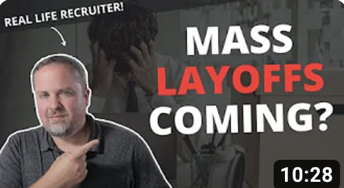 REAL LIFE RECRUITER!
MASS
LAYOFFS
COMING?
10:28